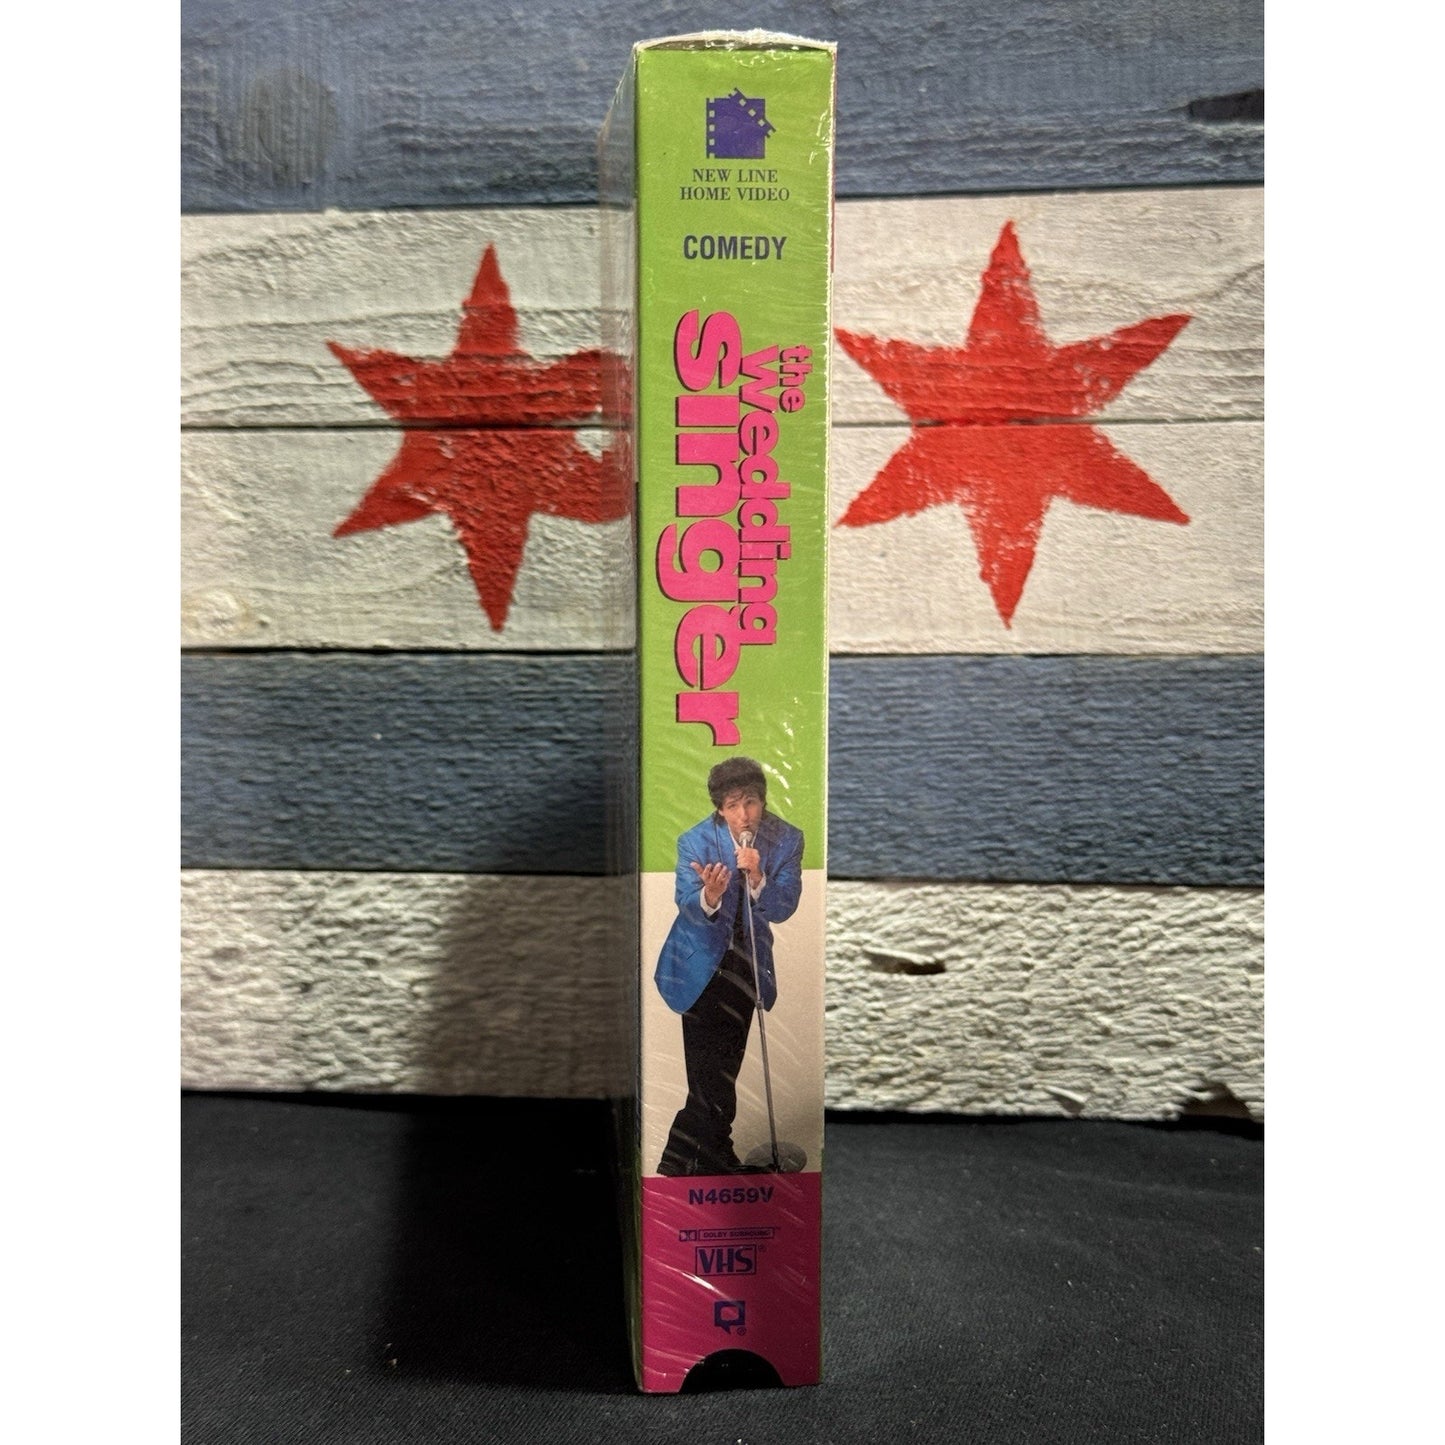 NEW LINE
HOME VIDEO
COMEDY
the
Wedding
Singer
N4659V
DOLBY SURROUND
VHS®
®